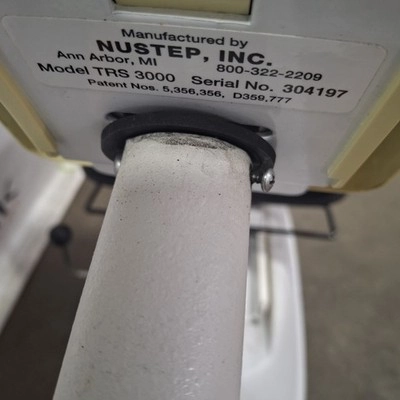 Manufactured by
NUSTEP, INC.
Ann Arbor, MI 800-322-2209
Model TRS 3000 Serial No. 304197
Patent Nos. 5,356,356, D359,777